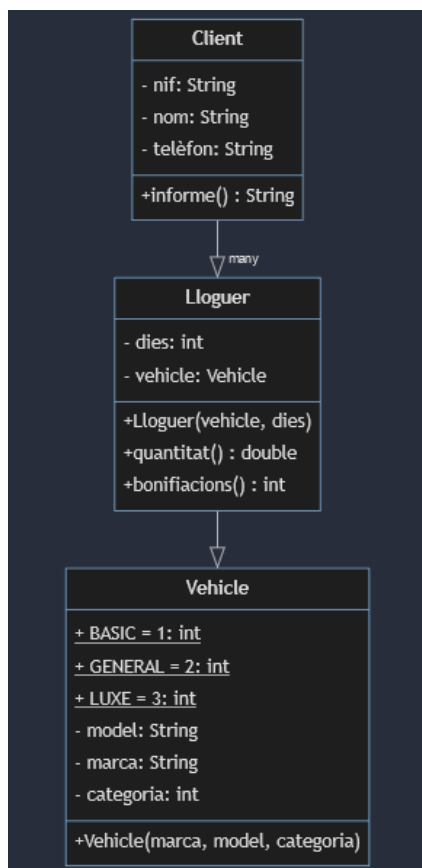 Client
- nif: String
- nom: String
- telèfon: String
+informe() : String
many
Lloguer
- dies: int
- vehicle: Vehicle
+Lloguer(vehicle, dies)
+quantitat() : double
+bonifiacions() : int
Vehicle
+ BASIC = 1: int
+ GENERAL = 2: int
+ LUXE = 3: int
- model: String
- marca: String
- categoria: int
+Vehicle(marca, model, categoria)